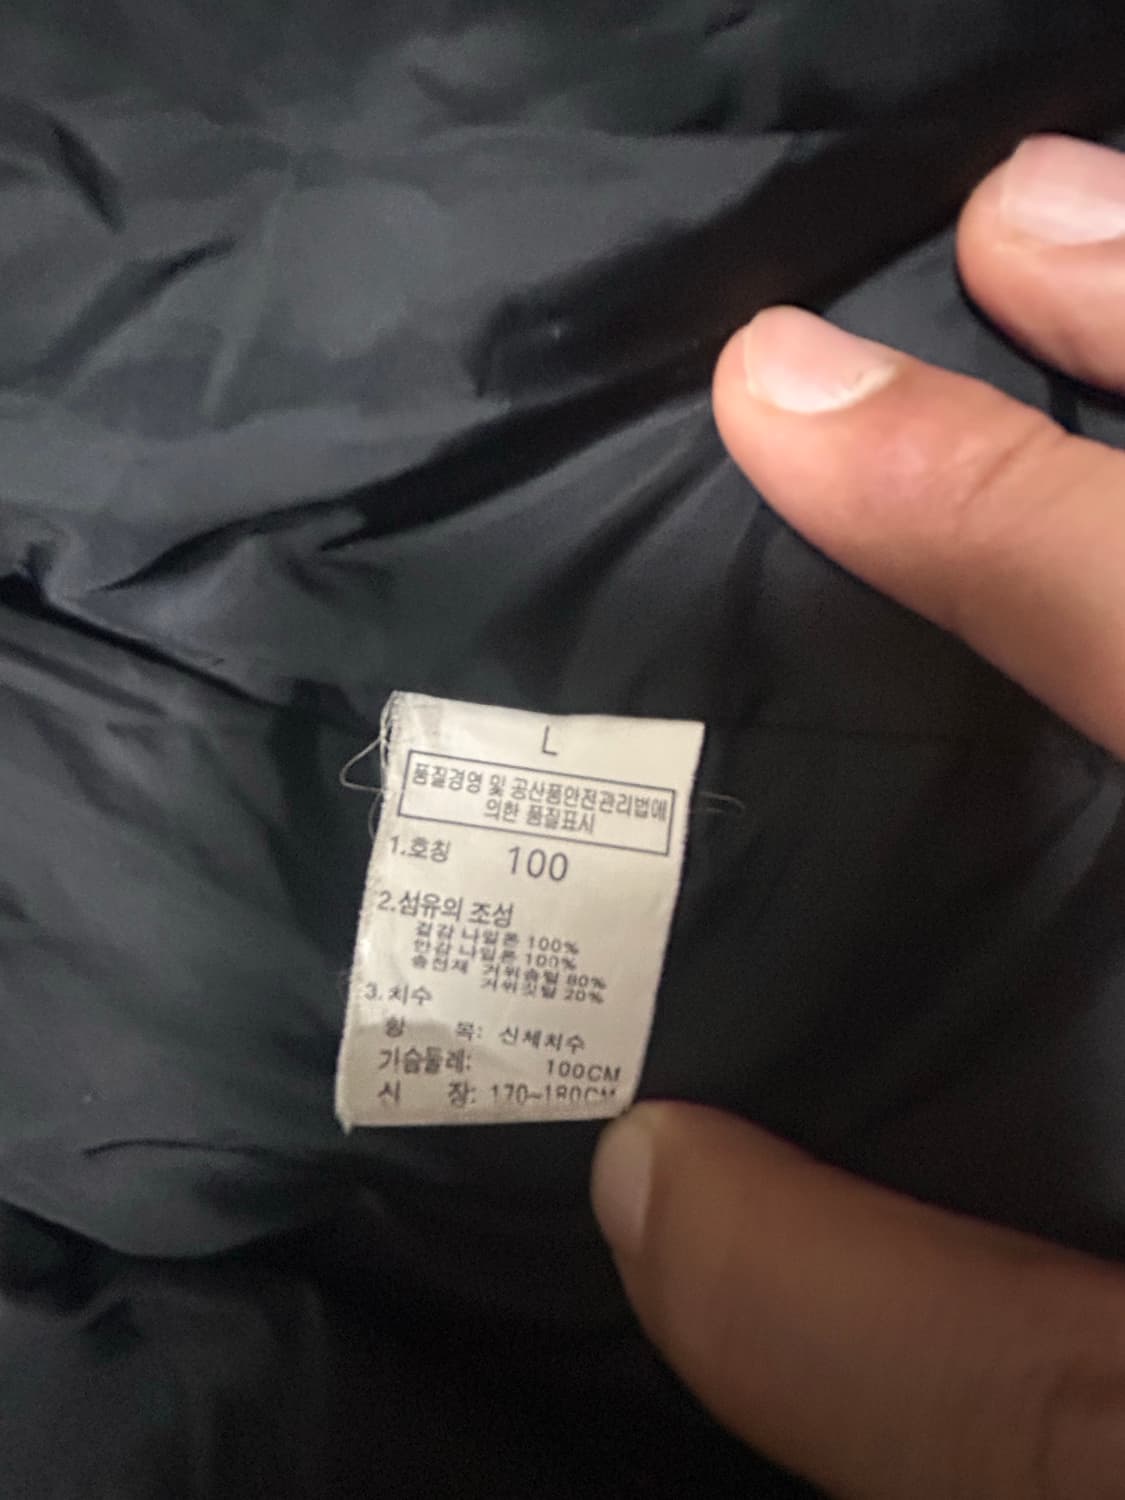 L
품질경영 및 공산품안전관리법에
의한 품질표시
1.호칭 100
2.섬유의 조성
겉감 나일론 100%
안감 나일론 100%
충전재 거위솜털 80%
거위깃털 20%
3.치수
항 목: 신체치수
가슴둘레: 100CM
신 장: 170~180CM